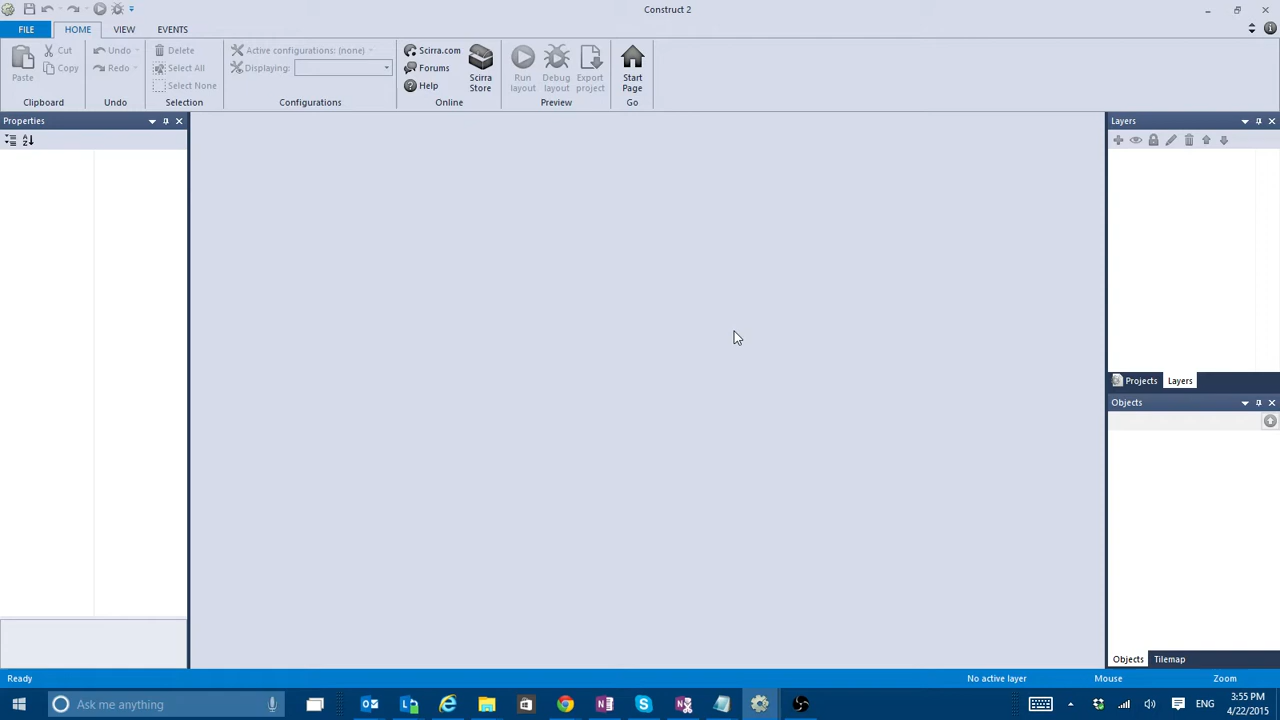 Construct 2
FILE HOME VIEW EVENTS
Paste Cut Copy Clipboard
Undo Redo Undo
Delete Select All Select None Selection
Active configurations: (none) Displaying: Configurations
Scirra.com Forums Help Scirra Store Online
Run layout Debug layout Export project Preview
Start Page Go
Properties
Layers
Projects Layers
Objects
Objects Tilemap
Ready No active layer Mouse Zoom
Ask me anything
ENG 3:55 PM
4/22/2015